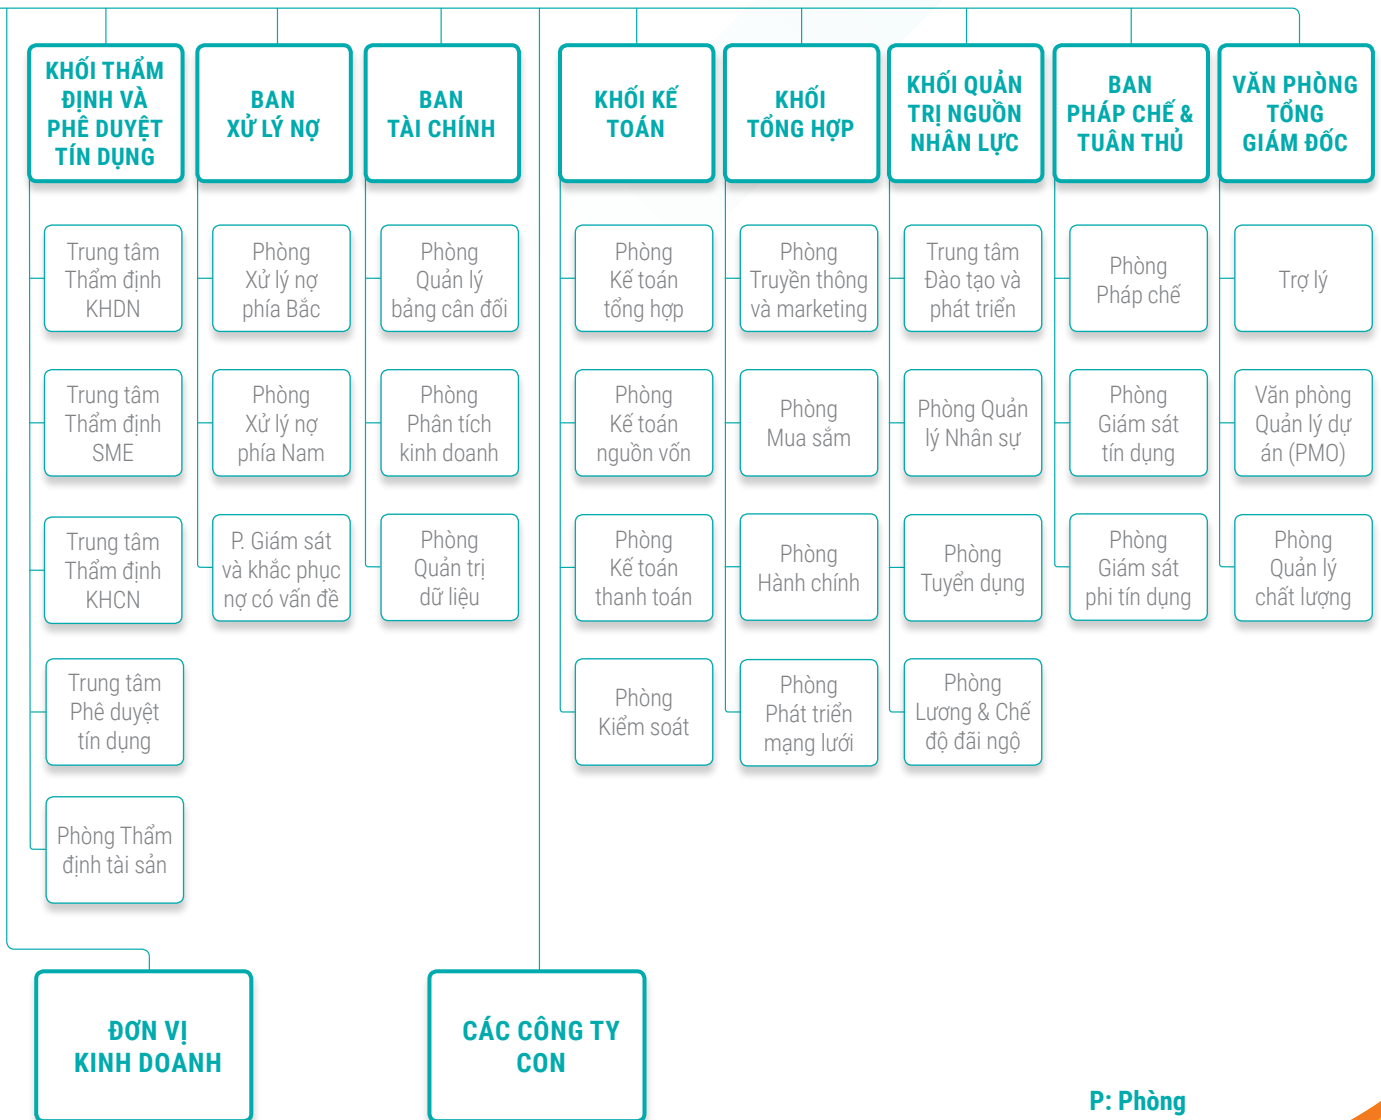 KHỐI THẨM
ĐỊNH VÀ
PHÊ DUYỆT
TÍN DỤNG
Trung tâm
Thẩm định
KHDN
Trung tâm
Thẩm định
SME
Trung tâm
Thẩm định
KHCN
Trung tâm
Phê duyệt
tín dụng
Phòng Thẩm
định tài sản
BAN
XỬ LÝ NỢ
Phòng
Xử lý nợ
phía Bắc
Phòng
Xử lý nợ
phía Nam
P. Giám sát
và khắc phục
nợ có vấn đề
BAN
TÀI CHÍNH
Phòng
Quản lý
bảng cân đối
Phòng
Phân tích
kinh doanh
Phòng
Quản trị
dữ liệu
KHỐI KẾ
TOÁN
Phòng
Kế toán
tổng hợp
Phòng
Kế toán
nguồn vốn
Phòng
Kế toán
thanh toán
Phòng
Kiểm soát
KHỐI
TỔNG HỢP
Phòng
Truyền thông
và marketing
Phòng
Mua sắm
Phòng
Hành chính
Phòng
Phát triển
mạng lưới
KHỐI QUẢN
TRỊ NGUỒN
NHÂN LỰC
Trung tâm
Đào tạo và
phát triển
Phòng Quản
lý Nhân sự
Phòng
Tuyển dụng
Phòng
Lương & Chế
độ đãi ngộ
BAN
PHÁP CHẾ &
TUÂN THỦ
Phòng
Pháp chế
Phòng
Giám sát
tín dụng
Phòng
Giám sát
phi tín dụng
VĂN PHÒNG
TỔNG
GIÁM ĐỐC
Trợ lý
Văn phòng
Quản lý dự
án (PMO)
Phòng
Quản lý
chất lượng
ĐƠN VỊ
KINH DOANH
CÁC CÔNG TY
CON
P: Phòng